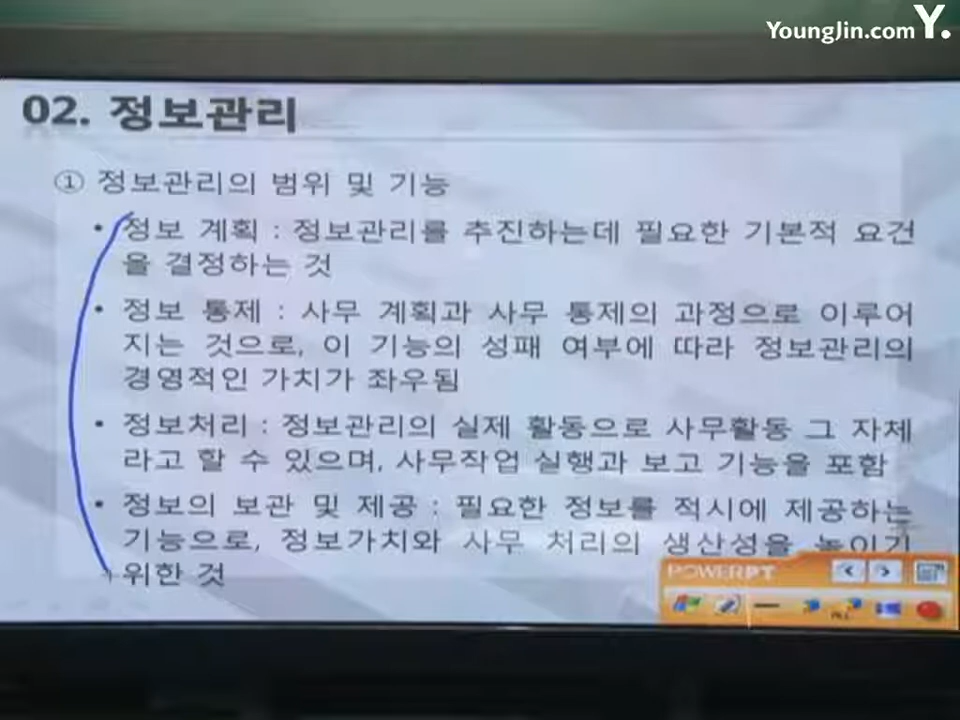 YoungJin.com Y.
02. 정보관리
① 정보관리의 범위 및 기능
• 정보 계획 : 정보관리를 추진하는데 필요한 기본적 요건
을 결정하는 것
• 정보 통제 : 사무 계획과 사무 통제의 과정으로 이루어
지는 것으로, 이 기능의 성패 여부에 따라 정보관리의
경영적인 가치가 좌우됨
• 정보처리 : 정보관리의 실제 활동으로 사무활동 그 자체
라고 할 수 있으며, 사무작업 실행과 보고 기능을 포함
• 정보의 보관 및 제공 : 필요한 정보를 적시에 제공하는
기능으로, 정보가치와 사무 처리의 생산성을 높이기
위한 것
POWERPT